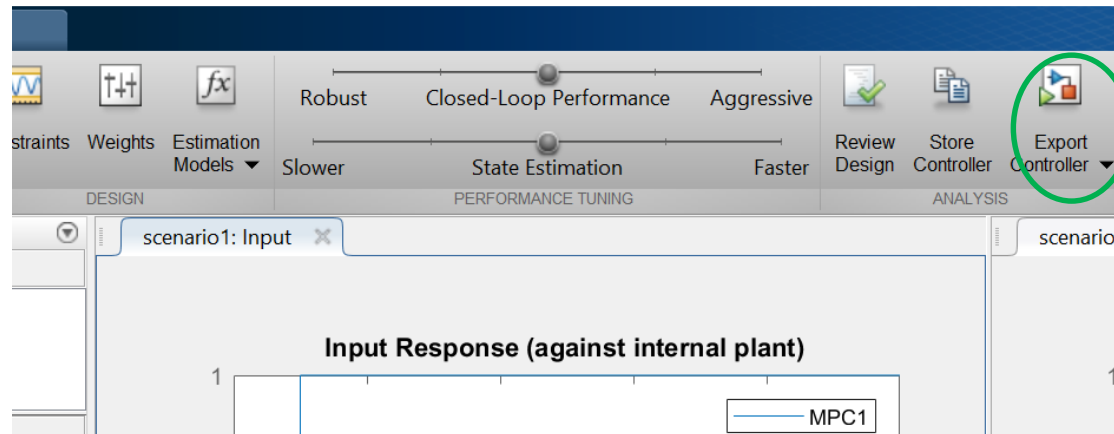 Robust Closed-Loop Performance Aggressive
straints Weights Estimation Models
Slower State Estimation Faster
Review Design Store Controller Export Controller
DESIGN PERFORMANCE TUNING ANALYSIS
scenario1: Input scenario
Input Response (against internal plant)
1 1
MPC1